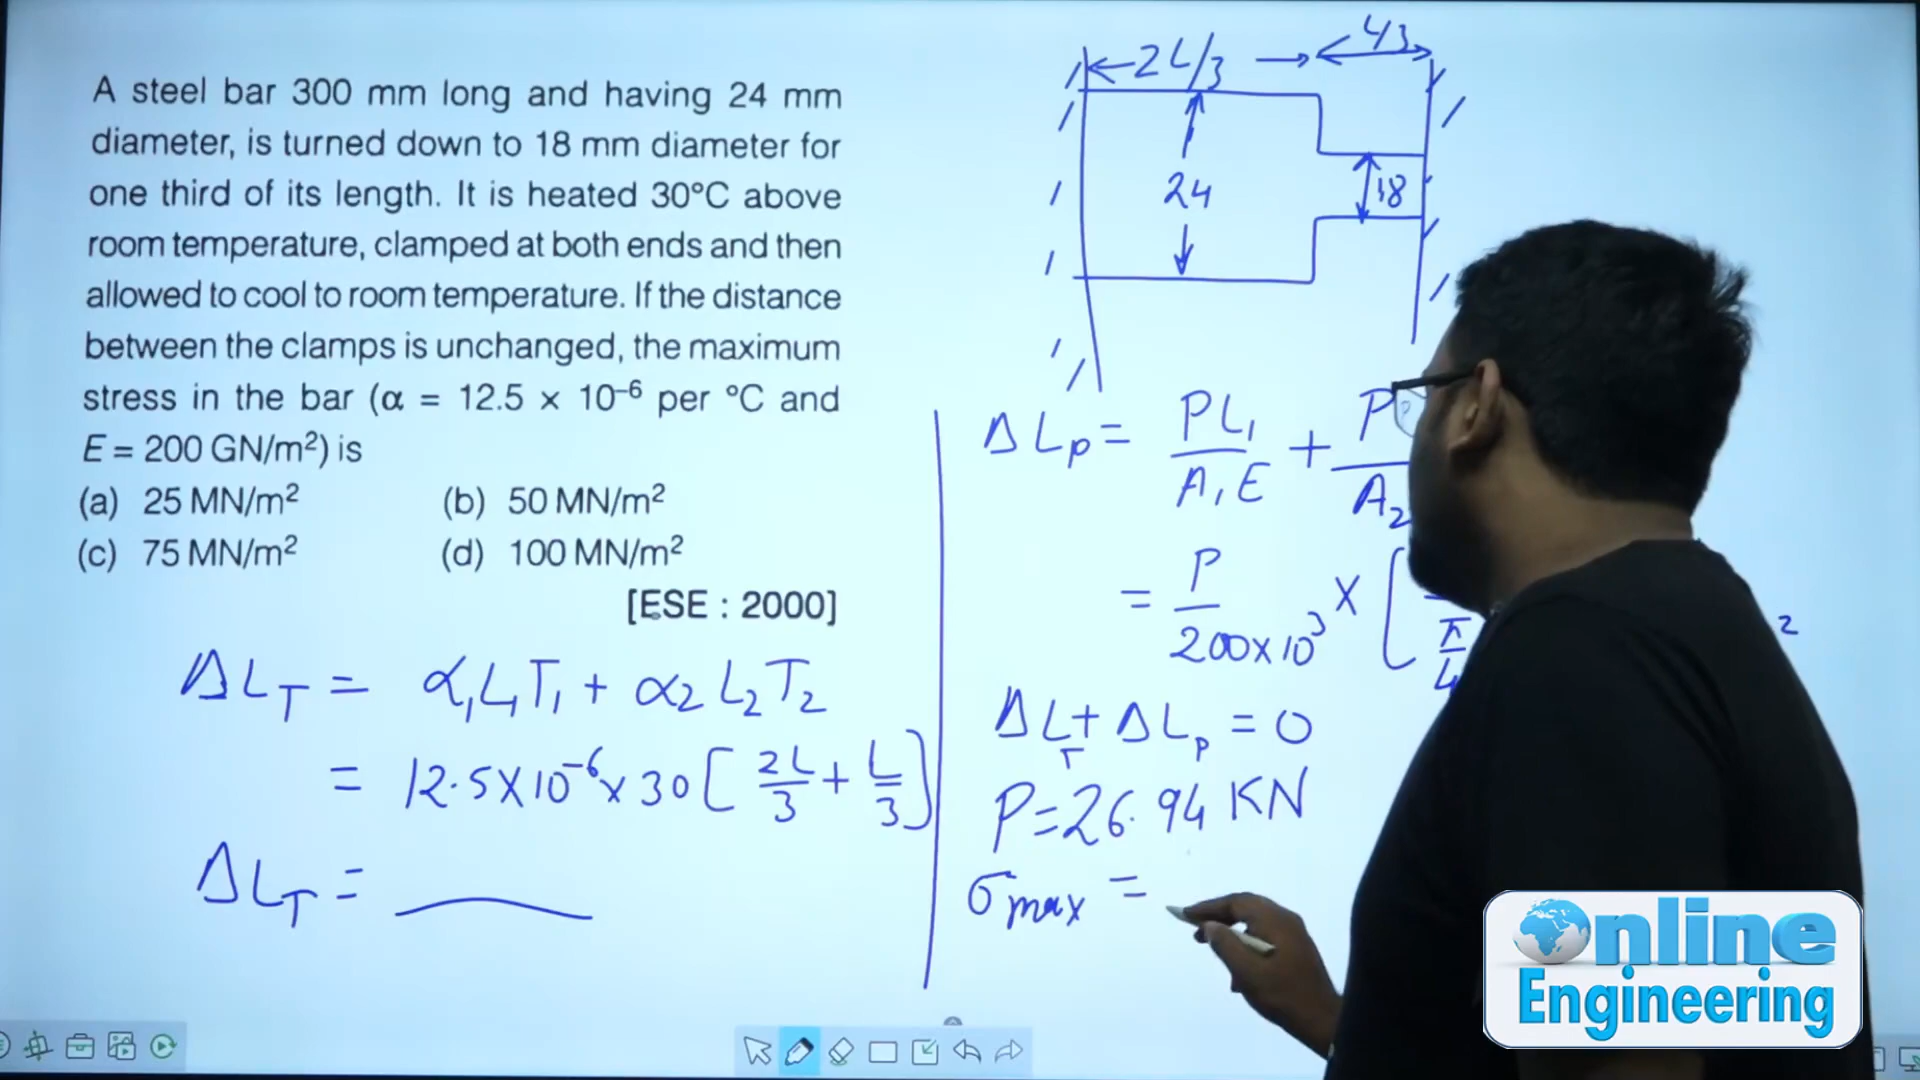 A steel bar 300 mm long and having 24 mm
diameter, is turned down to 18 mm diameter for
one third of its length. It is heated 30°C above
room temperature, clamped at both ends and then
allowed to cool to room temperature. If the distance
between the clamps is unchanged, the maximum
stress in the bar (α = 12.5 × 10⁻⁶ per °C and
E = 200 GN/m²) is
(a) 25 MN/m² (b) 50 MN/m²
(c) 75 MN/m² (d) 100 MN/m²
[ESE : 2000]
ΔL_T = α₁L₁T₁ + α₂L₂T₂
= 12.5×10⁻⁶×30[2L/3 + L/3]
ΔL_T =
2L/3
24
18
ΔL_P = PL₁/A₁E + P/A₂
= P/200×10³ × [π/4 ²
ΔL_T + ΔL_P = 0
P = 26.94 KN
σ_max =
Online
Engineering